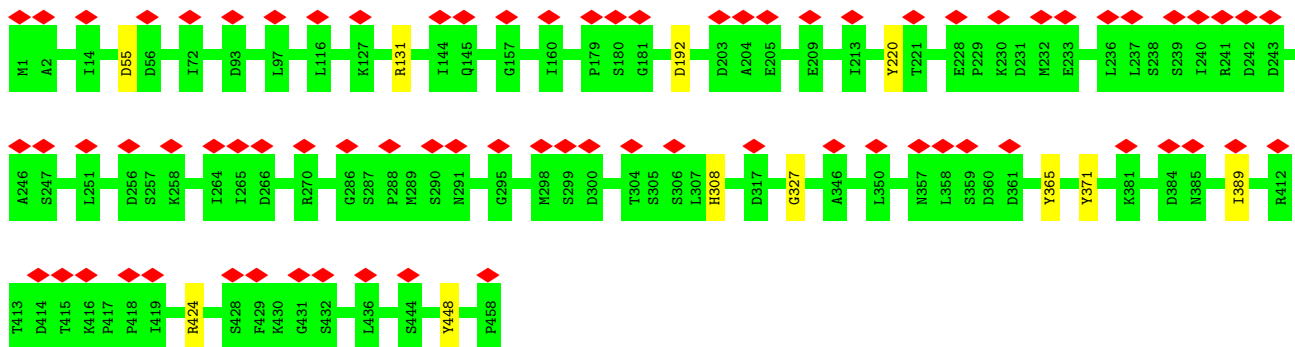 M1 A2 I14 D55 D56 I72 D93 L97 L116 K127 R131 I144 Q145 G157 I160 P179 S180 G181 D192 D203 A204 E205 E209 I213 Y220 T221 E228 P229 K230 D231 M232 E233 L236 L237 S238 S239 I240 R241 D242 D243
A246 S247 L251 D256 S257 K258 I264 I265 D266 R270 G286 S287 P288 M289 S290 N291 G295 M298 S299 D300 T304 S305 S306 L307 H308 D317 G327 A346 L350 N357 L358 S359 D360 D361 Y365 Y371 K381 D384 N385 I389 R412
T413 D414 T415 K416 P417 P418 I419 R424 S428 F429 K430 G431 S432 L436 S444 Y448 P458